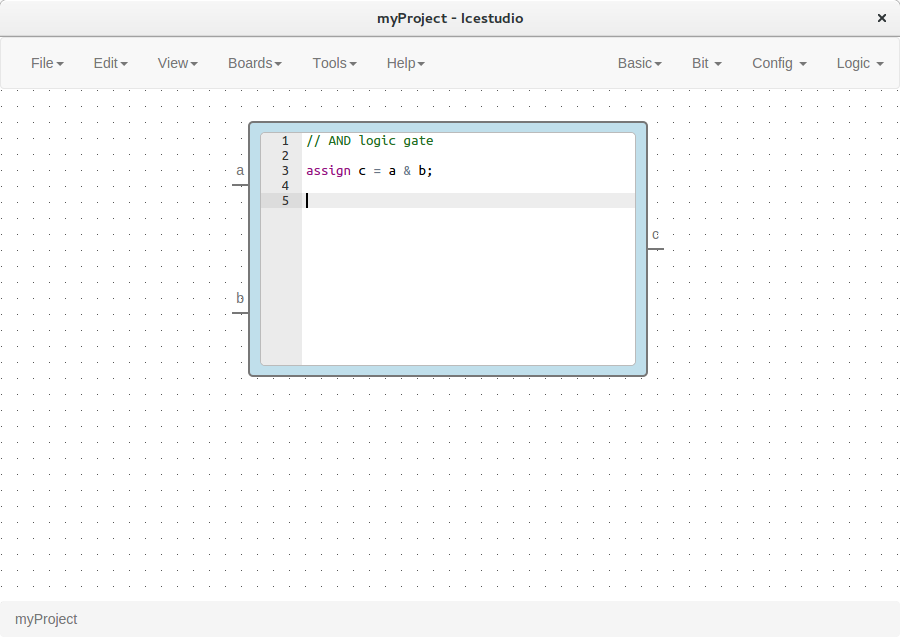 myProject - Icestudio ×
File Edit View Boards Tools Help Basic Bit Config Logic
1 // AND logic gate
2
a
3 assign c = a & b;
4
5
c
b
myProject